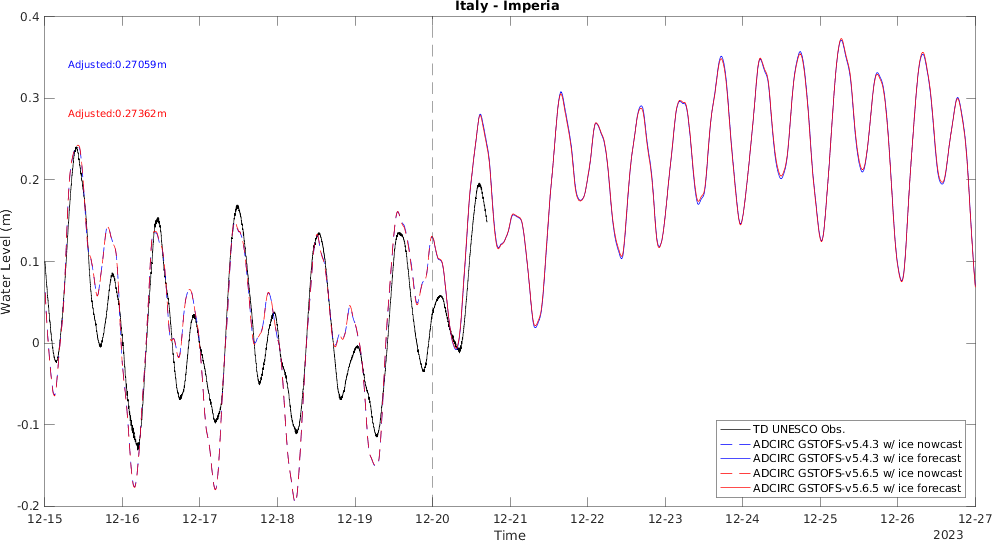 Italy - Imperia
Adjusted:0.27059m
Adjusted:0.27362m
Water Level (m)
0.4
0.3
0.2
0.1
0
-0.1
-0.2
12-15 12-16 12-17 12-18 12-19 12-20 12-21 12-22 12-23 12-24 12-25 12-26 12-27
Time
2023
TD UNESCO Obs.
ADCIRC GSTOFS-v5.4.3 w/ ice nowcast
ADCIRC GSTOFS-v5.4.3 w/ ice forecast
ADCIRC GSTOFS-v5.6.5 w/ ice nowcast
ADCIRC GSTOFS-v5.6.5 w/ ice forecast